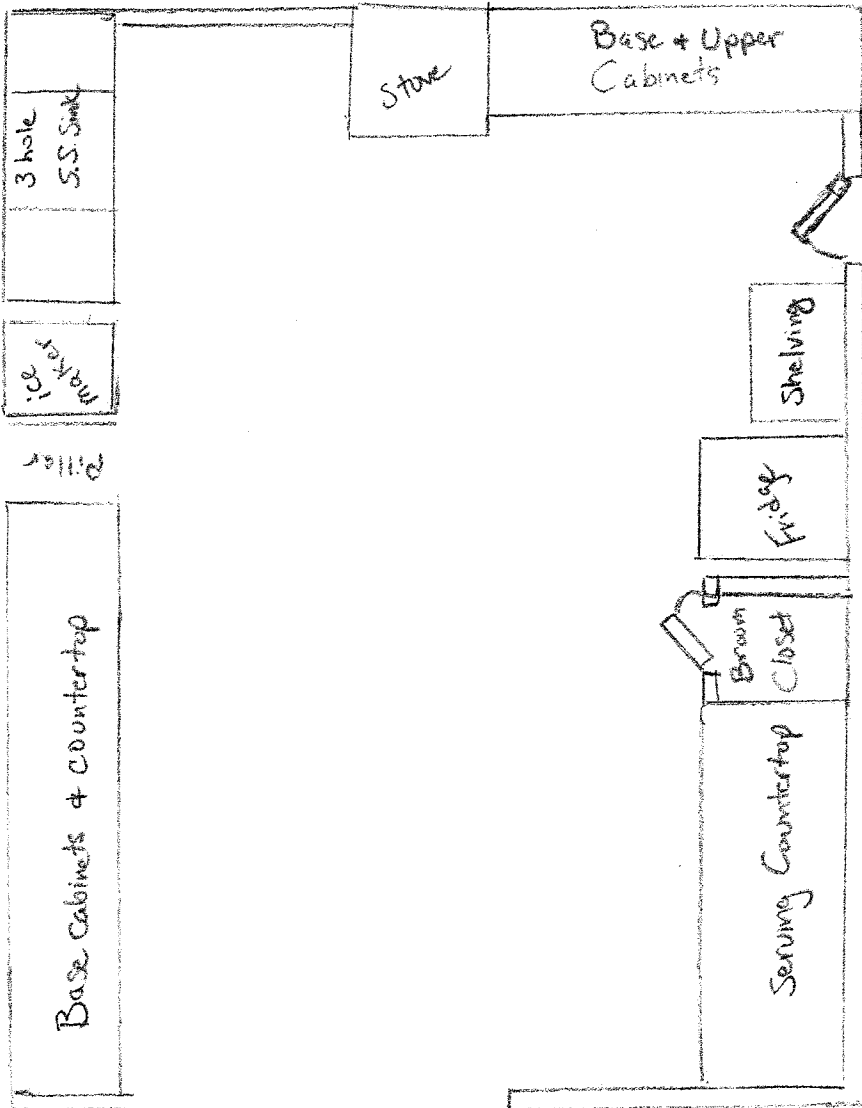 Base + Upper
Cabinets
Stove
3 hole
S.S. Sink
ice
maker
Pillar
Shelving
Fridge
Broom
Closet
Base Cabinets + Countertop
Serving Countertop